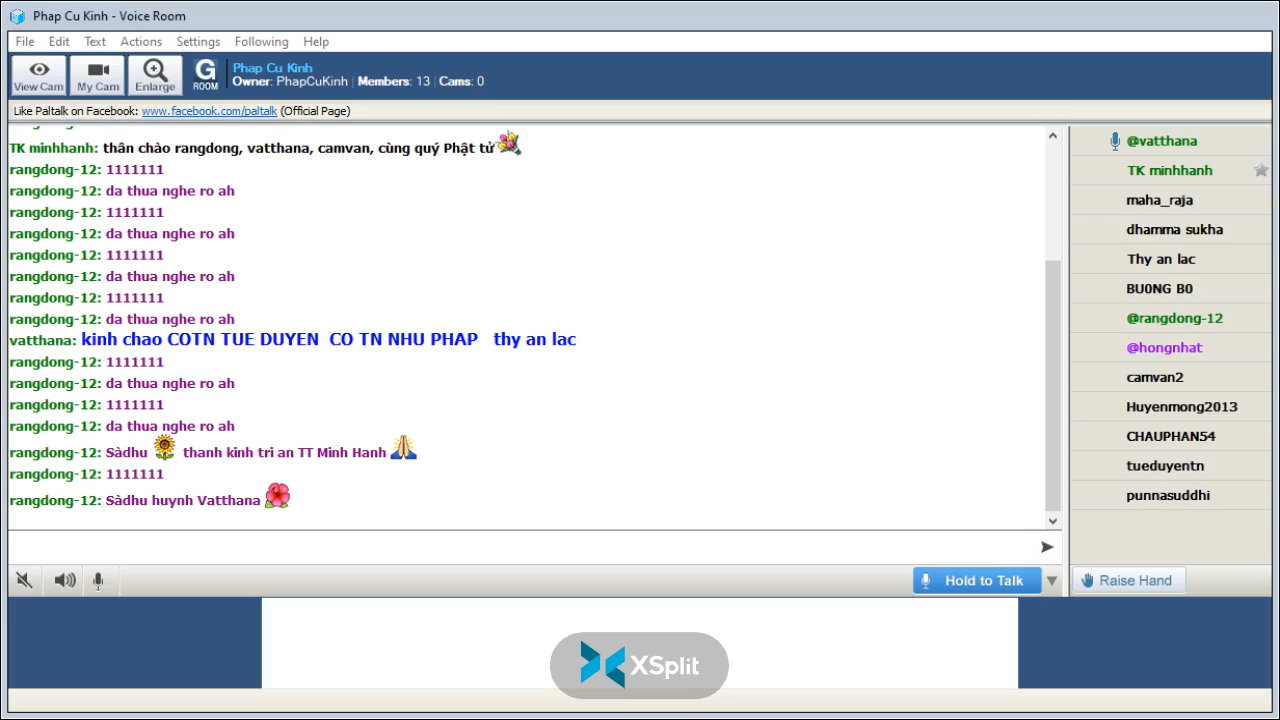 Phap Cu Kinh - Voice Room
File Edit Text Actions Settings Following Help
View Cam My Cam Enlarge G ROOM
Phap Cu Kinh
Owner: PhapCuKinh | Members: 13 | Cams: 0
Like Paltalk on Facebook: www.facebook.com/paltalk (Official Page)
TK minhhanh: thân chào rangdong, vatthana, camvan, cùng quý Phật tử
rangdong-12: 1111111
rangdong-12: da thua nghe ro ah
rangdong-12: 1111111
rangdong-12: da thua nghe ro ah
rangdong-12: 1111111
rangdong-12: da thua nghe ro ah
rangdong-12: 1111111
rangdong-12: da thua nghe ro ah
vatthana: kinh chao COTN TUE DUYEN CO TN NHU PHAP thy an lac
rangdong-12: 1111111
rangdong-12: da thua nghe ro ah
rangdong-12: 1111111
rangdong-12: da thua nghe ro ah
rangdong-12: Sàdhu thanh kinh tri an TT Minh Hanh
rangdong-12: 1111111
rangdong-12: Sàdhu huynh Vatthana
@vatthana
TK minhhanh
maha_raja
dhamma sukha
Thy an lac
BU0NG B0
@rangdong-12
@hongnhat
camvan2
Huyenmong2013
CHAUPHAN54
tueduyentn
punnasuddhi
Hold to Talk
Raise Hand
XSplit